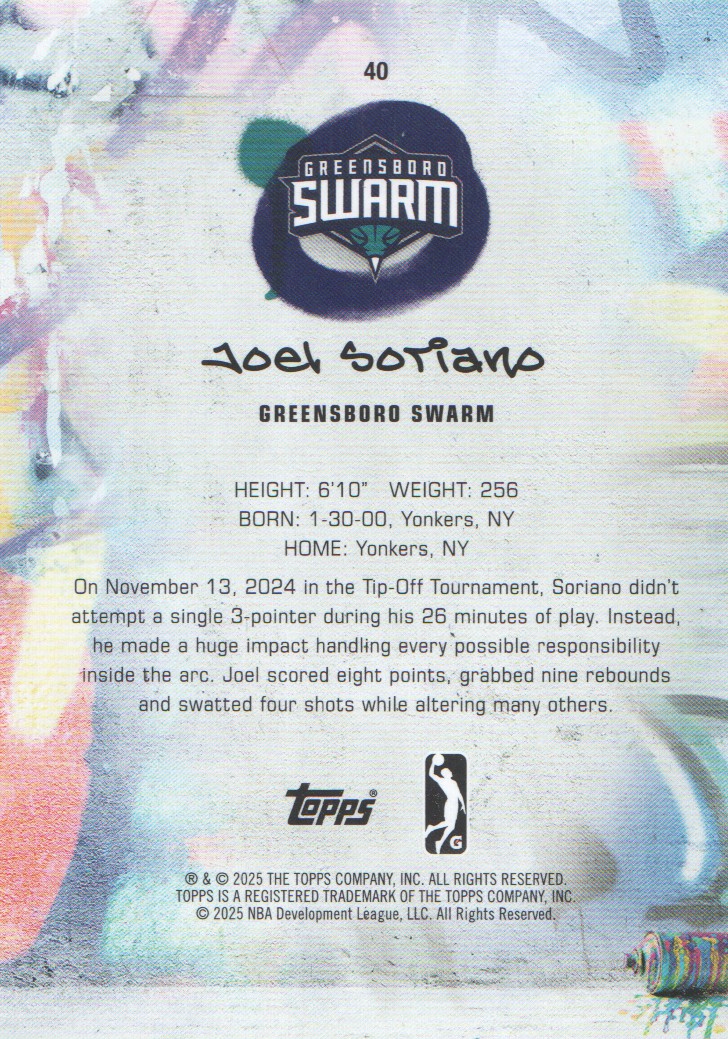 40
GREENSBORO
SWARM
Joel Soriano
GREENSBORO SWARM
HEIGHT: 6'10" WEIGHT: 256
BORN: 1-30-00, Yonkers, NY
HOME: Yonkers, NY
On November 13, 2024 in the Tip-Off Tournament, Soriano didn't
attempt a single 3-pointer during his 26 minutes of play. Instead,
he made a huge impact handling every possible responsibility
inside the arc. Joel scored eight points, grabbed nine rebounds
and swatted four shots while altering many others.
Topps®
G
® & © 2025 THE TOPPS COMPANY, INC. ALL RIGHTS RESERVED.
TOPPS IS A REGISTERED TRADEMARK OF THE TOPPS COMPANY, INC.
© 2025 NBA Development League, LLC. All Rights Reserved.